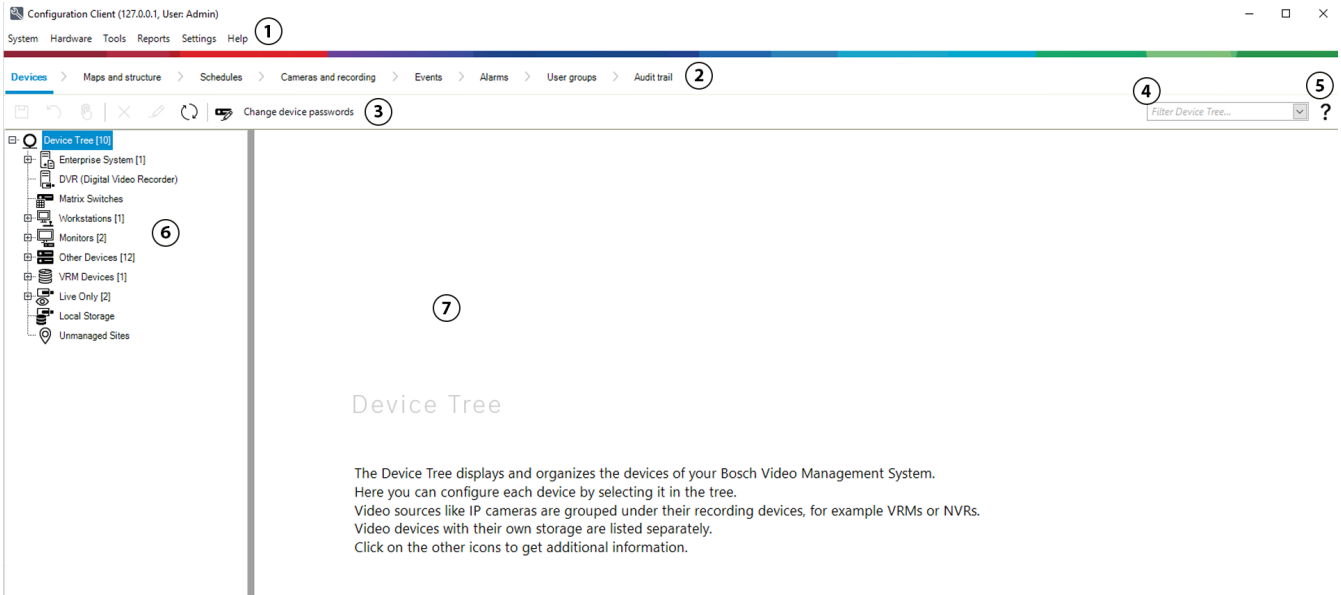 Configuration Client (127.0.0.1, User: Admin)
System Hardware Tools Reports Settings Help 1
Devices Maps and structure Schedules Cameras and recording Events Alarms User groups Audit trail 2
Change device passwords 3 4 Filter Device Tree... 5 ?
Device Tree [10]
Enterprise System [1]
DVR (Digital Video Recorder)
Matrix Switches
Workstations [1]
6
Monitors [2]
Other Devices [12]
VRM Devices [1]
Live Only [2]
7
Local Storage
Unmanaged Sites
Device Tree
The Device Tree displays and organizes the devices of your Bosch Video Management System.
Here you can configure each device by selecting it in the tree.
Video sources like IP cameras are grouped under their recording devices, for example VRMs or NVRs.
Video devices with their own storage are listed separately.
Click on the other icons to get additional information.